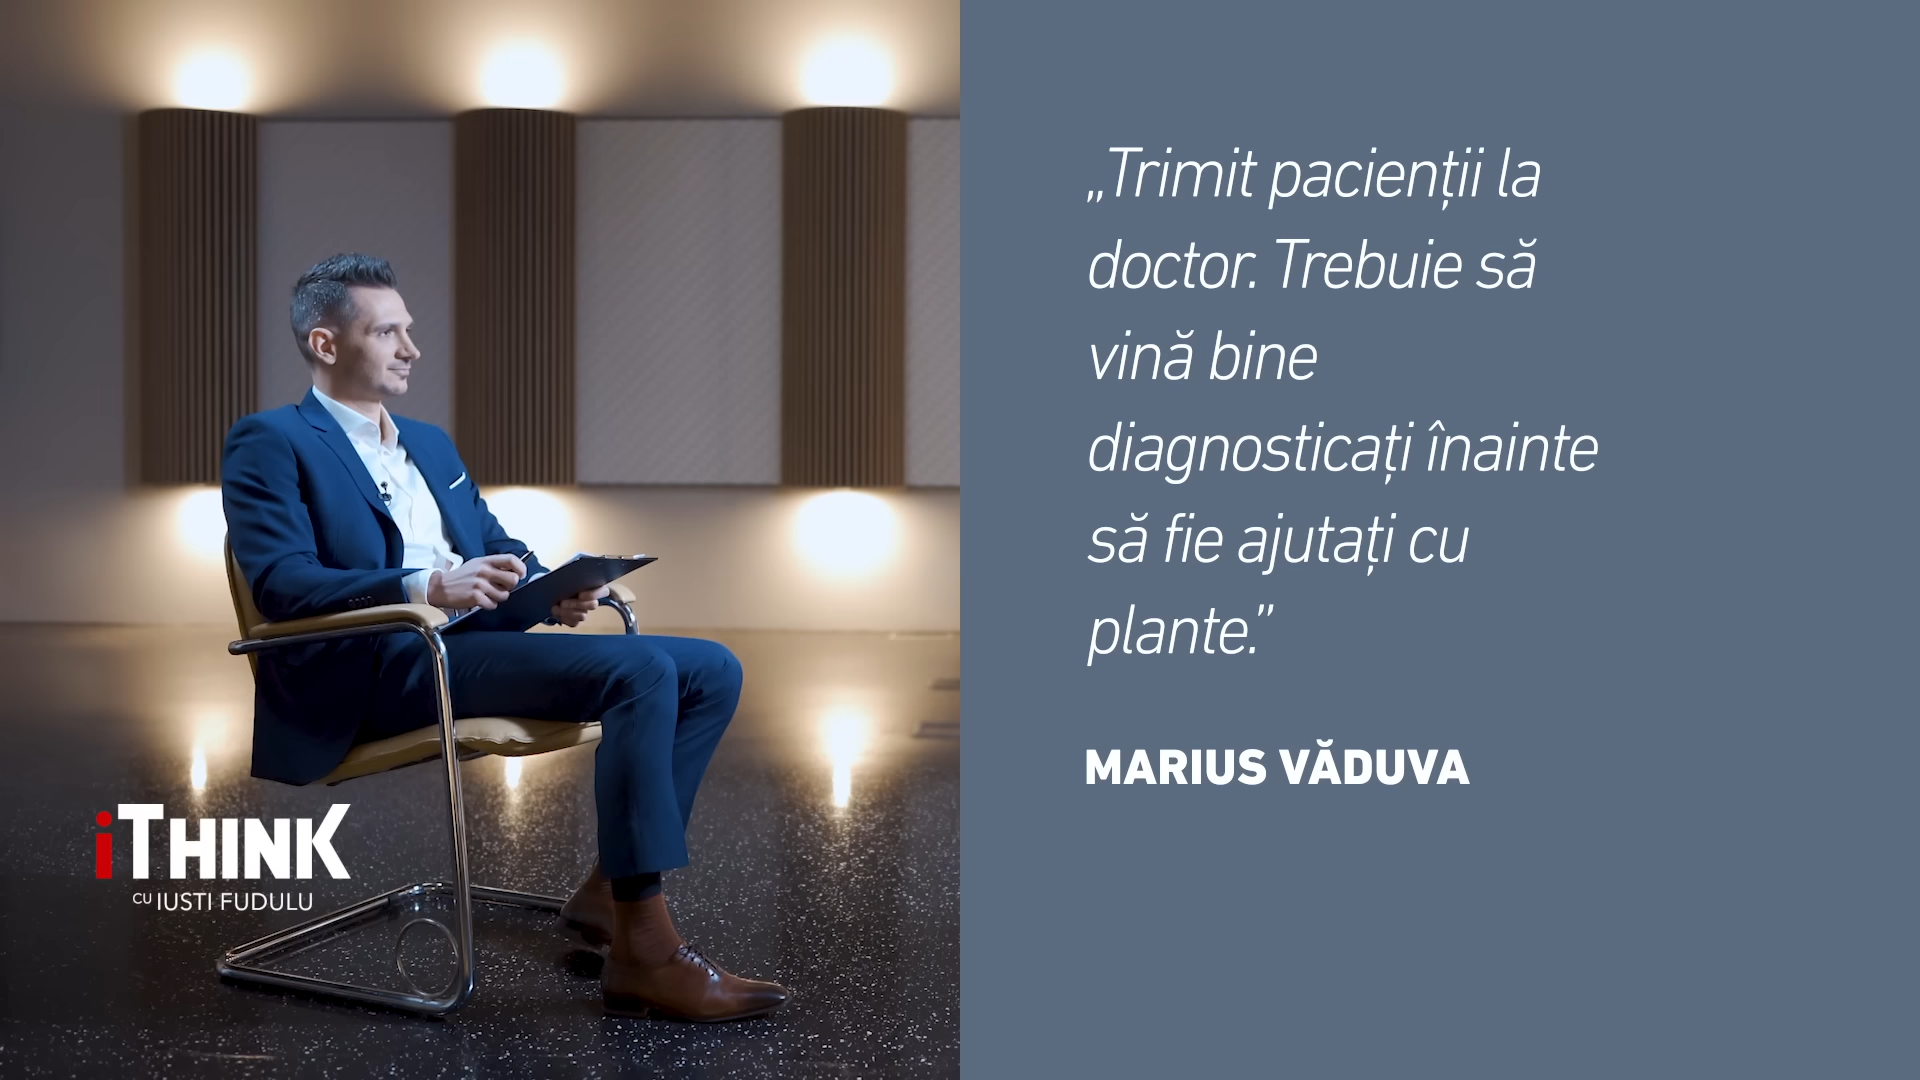 iTHINK
CU IUSTI FUDULU
„Trimit pacienții la
doctor. Trebuie să
vină bine
diagnosticați înainte
să fie ajutați cu
plante.”
MARIUS VĂDUVA